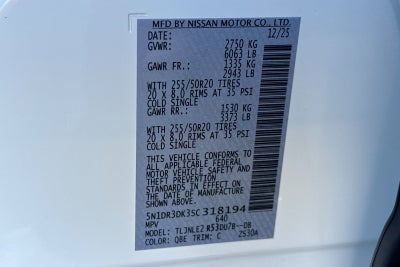 MFD BY NISSAN MOTOR CO., LTD.
DATE: 12/25
GVWR: 2750 KG
6063 LB
GAWR FR.: 1335 KG
2943 LB
WITH 255/50R20 TIRES
20 X 8.0 RIMS AT 35 PSI
COLD SINGLE
GAWR RR.: 1530 KG
3373 LB
WITH 255/50R20 TIRES
20 X 8.0 RIMS AT 35 PSI
COLD SINGLE
THIS VEHICLE CONFORMS TO
ALL APPLICABLE FEDERAL
MOTOR VEHICLE SAFETY AND THEFT
PREVENTION STANDARDS
IN EFFECT ON THE DATE OF
MANUFACTURE SHOWN ABOVE.
5N1DR3DK3SC318194
MPV 640
MODEL: R53DU7B--DB
COLOR: QBE TRIM: C